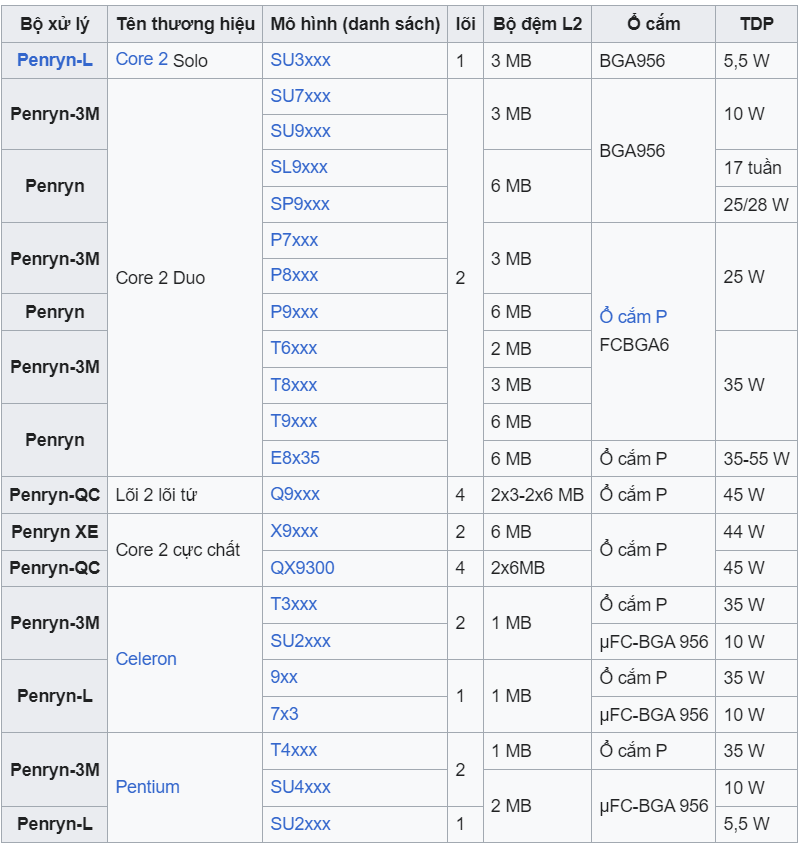 Bộ xử lý Tên thương hiệu Mô hình (danh sách) lõi Bộ đệm L2 Ổ cắm TDP
Penryn-L Core 2 Solo SU3xxx 1 3 MB BGA956 5,5 W
Penryn-3M Core 2 Duo SU7xxx 2 3 MB BGA956 10 W
SU9xxx
Penryn SL9xxx 6 MB 17 tuần
SP9xxx 25/28 W
Penryn-3M P7xxx 3 MB Ổ cắm P 25 W
FCBGA6
P8xxx
Penryn P9xxx 6 MB
Penryn-3M T6xxx 2 MB 35 W
T8xxx 3 MB
Penryn T9xxx 6 MB
E8x35 6 MB Ổ cắm P 35-55 W
Penryn-QC Lõi 2 lõi tứ Q9xxx 4 2x3-2x6 MB Ổ cắm P 45 W
Penryn XE Core 2 cực chất X9xxx 2 6 MB Ổ cắm P 44 W
Penryn-QC QX9300 4 2x6MB 45 W
Penryn-3M Celeron T3xxx 2 1 MB Ổ cắm P 35 W
SU2xxx µFC-BGA 956 10 W
Penryn-L 9xx 1 1 MB Ổ cắm P 35 W
7x3 µFC-BGA 956 10 W
Penryn-3M Pentium T4xxx 2 1 MB Ổ cắm P 35 W
SU4xxx 2 MB µFC-BGA 956 10 W
Penryn-L SU2xxx 1 5,5 W